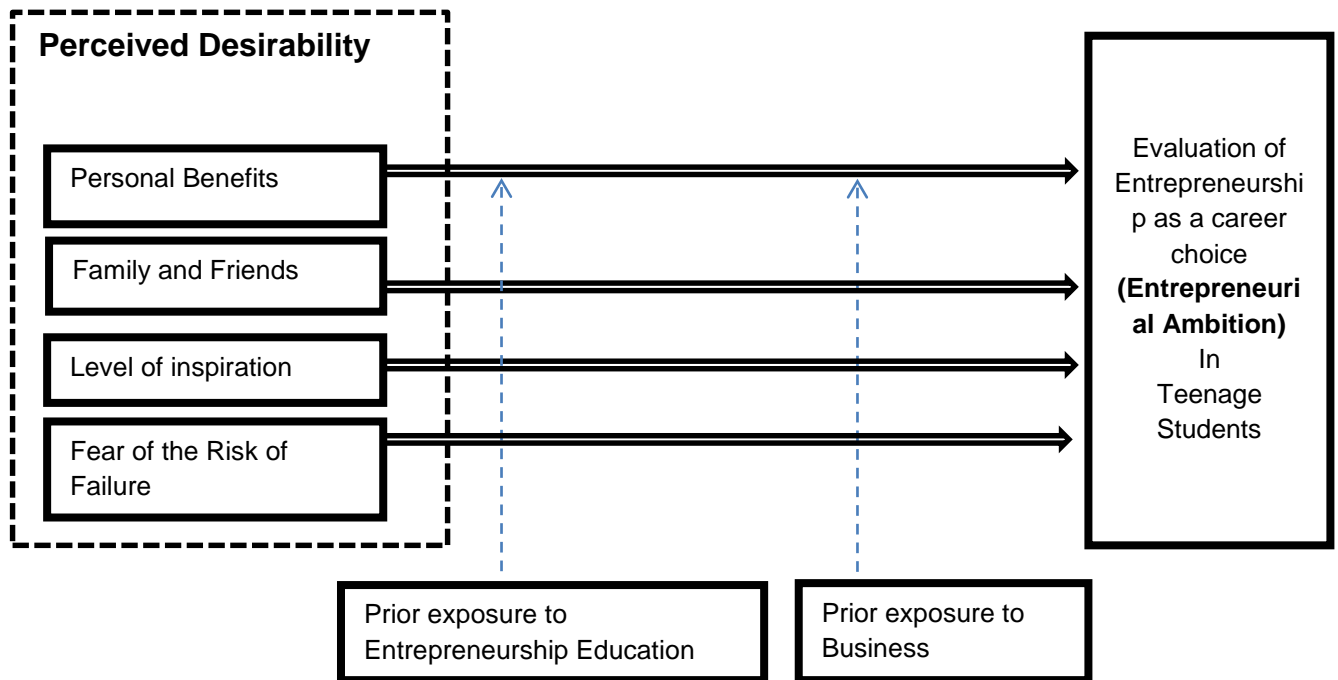 Perceived Desirability
Personal Benefits
Family and Friends
Level of inspiration
Fear of the Risk of
Failure
Evaluation of
Entrepreneurshi
p as a career
choice
(Entrepreneuri
al Ambition)
In
Teenage
Students
Prior exposure to
Entrepreneurship Education
Prior exposure to
Business